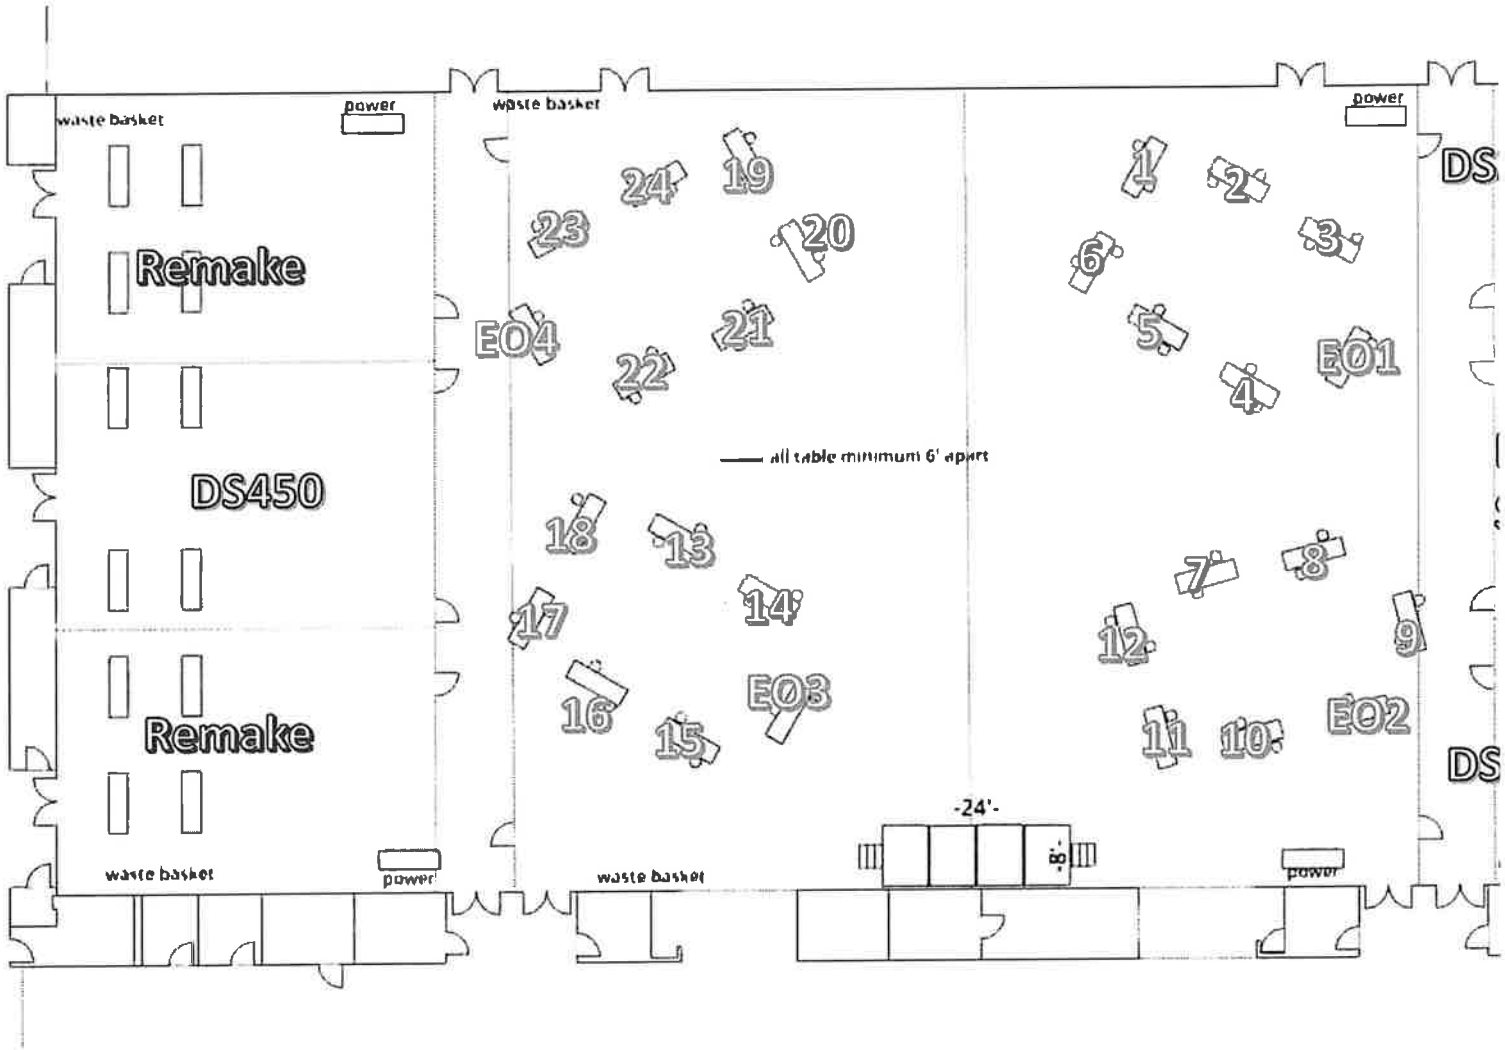 power
waste basket
waste basket
power
DS
1
2
19
24
23
20
3
6
Remake
EO4
21
5
EO1
22
4
all table minimum 6' apart
DS450
18
13
7
8
14
17
12
9
EO3
16
EO2
Remake
15
11
10
DS
-24'-
-8'-
waste basket
power
waste basket
power